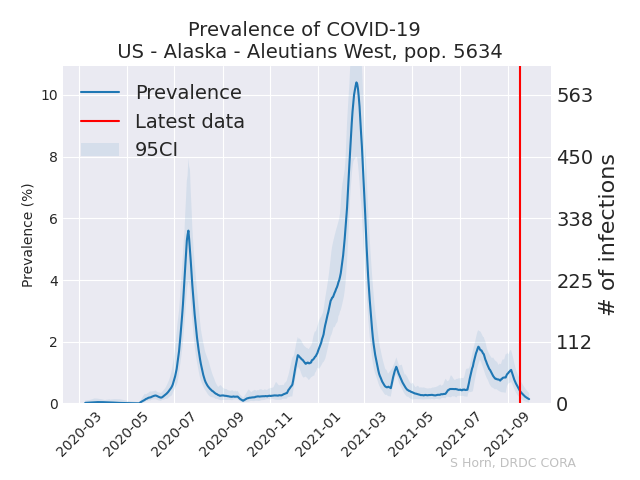 Prevalence of COVID-19
US - Alaska - Aleutians West, pop. 5634
Prevalence
Latest data
95CI
Prevalence (%)
10
8
6
4
2
0
563
450
338
225
112
0
# of infections
2020-03
2020-05
2020-07
2020-09
2020-11
2021-01
2021-03
2021-05
2021-07
2021-09
S Horn, DRDC CORA